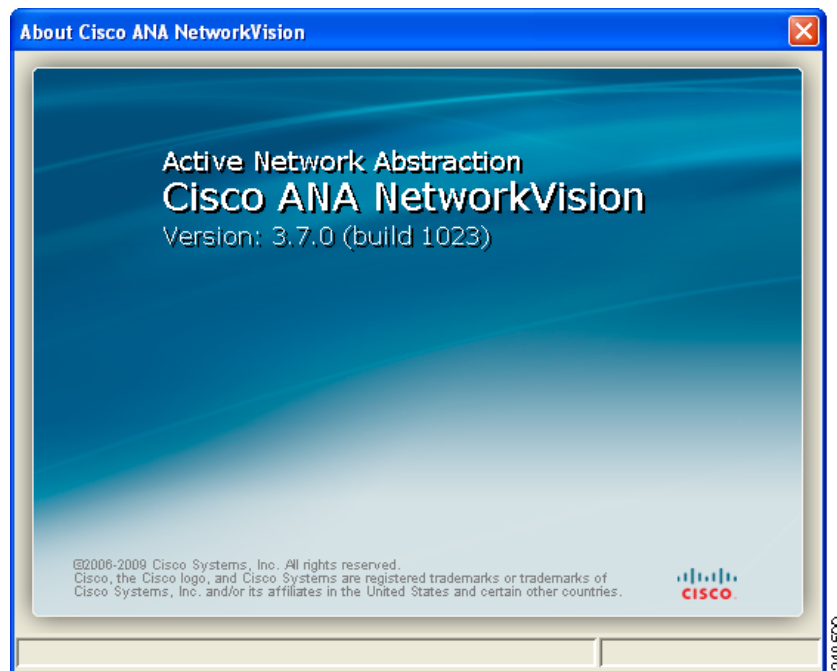 About Cisco ANA NetworkVision
Active Network Abstraction
Cisco ANA NetworkVision
Version: 3.7.0 (build 1023)
©2006-2009 Cisco Systems, Inc. All rights reserved.
Cisco, the Cisco logo, and Cisco Systems are registered trademarks or trademarks of
Cisco Systems, Inc. and/or its affiliates in the United States and certain other countries.
CISCO